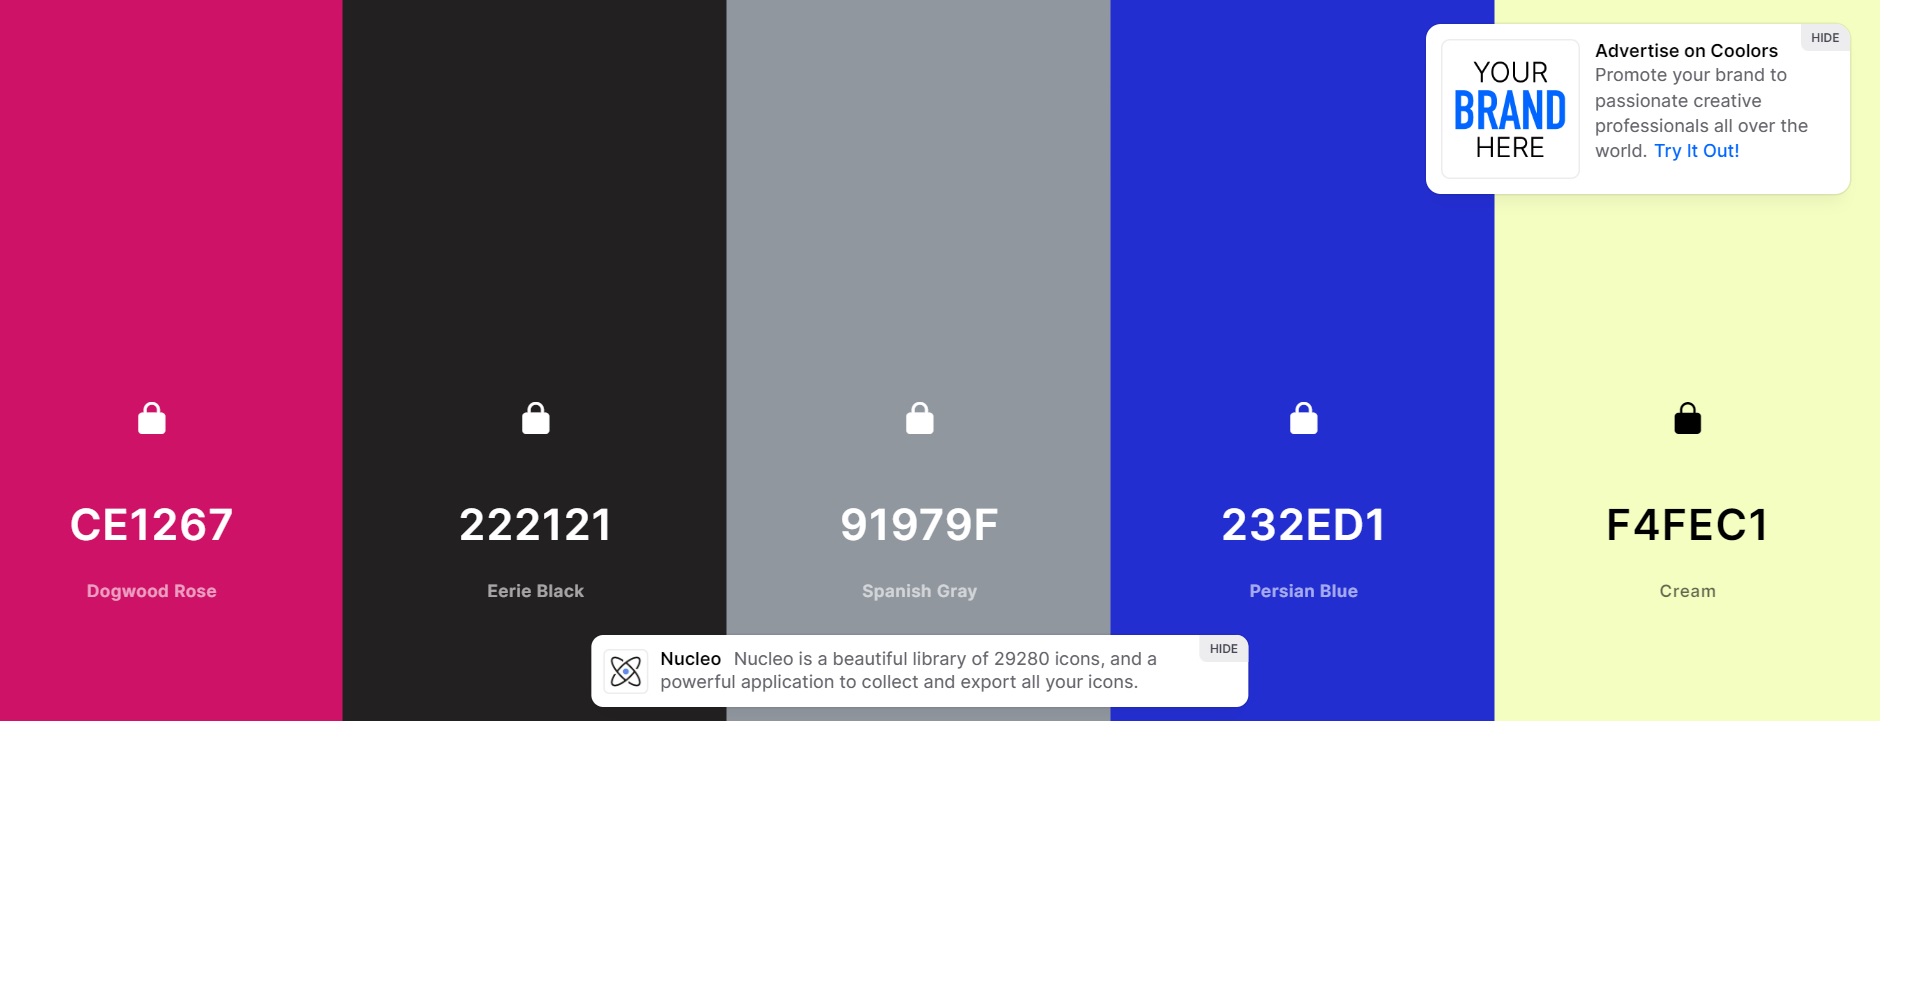 HIDE
YOUR
BRAND
HERE
Advertise on Coolors
Promote your brand to
passionate creative
professionals all over the
world. Try It Out!
CE1267
222121
91979F
232ED1
F4FEC1
Dogwood Rose
Eerie Black
Spanish Gray
Persian Blue
Cream
HIDE
Nucleo Nucleo is a beautiful library of 29280 icons, and a
powerful application to collect and export all your icons.